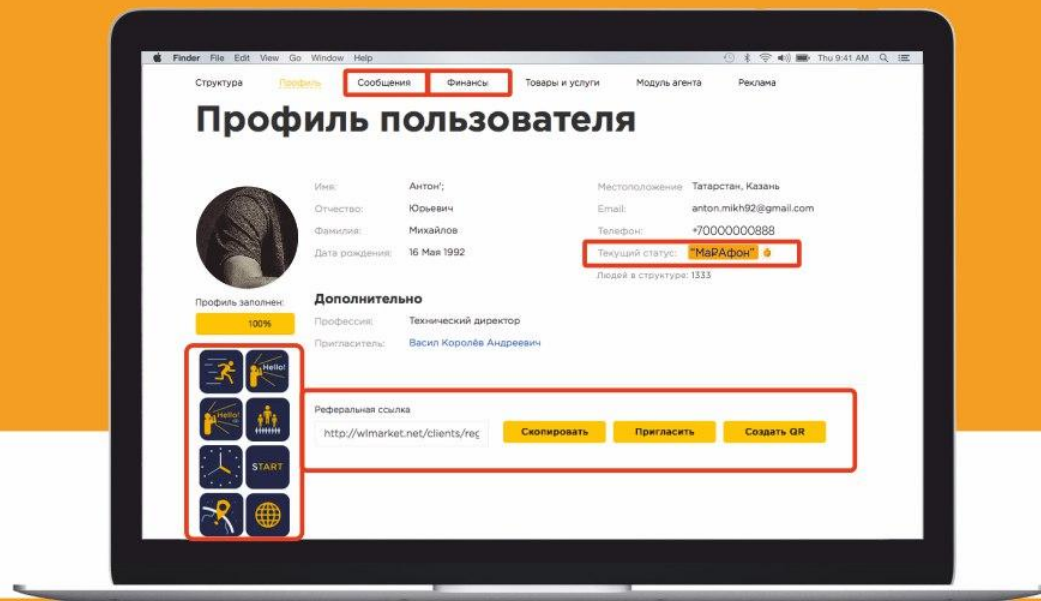 Finder File Edit View Go Window Help Thu 9:41 AM
Структура Профиль Сообщения Финансы Товары и услуги Модуль агента Реклама
Профиль пользователя
Имя: Антон';
Отчество: Юрьевич
Фамилия: Михайлов
Дата рождения: 16 Мая 1992
Местоположение Татарстан, Казань
Email: anton.mikh92@gmail.com
Телефон: +70000000888
Текущий статус: "МаРАфон"
Людей в структуре: 1333
Профиль заполнен:
100%
Дополнительно
Профессия: Технический директор
Пригласитель: Васил Королёв Андреевич
Hello!
Hello!
START
Реферальная ссылка
http://wlmarket.net/clients/reg
Скопировать Пригласить Создать QR